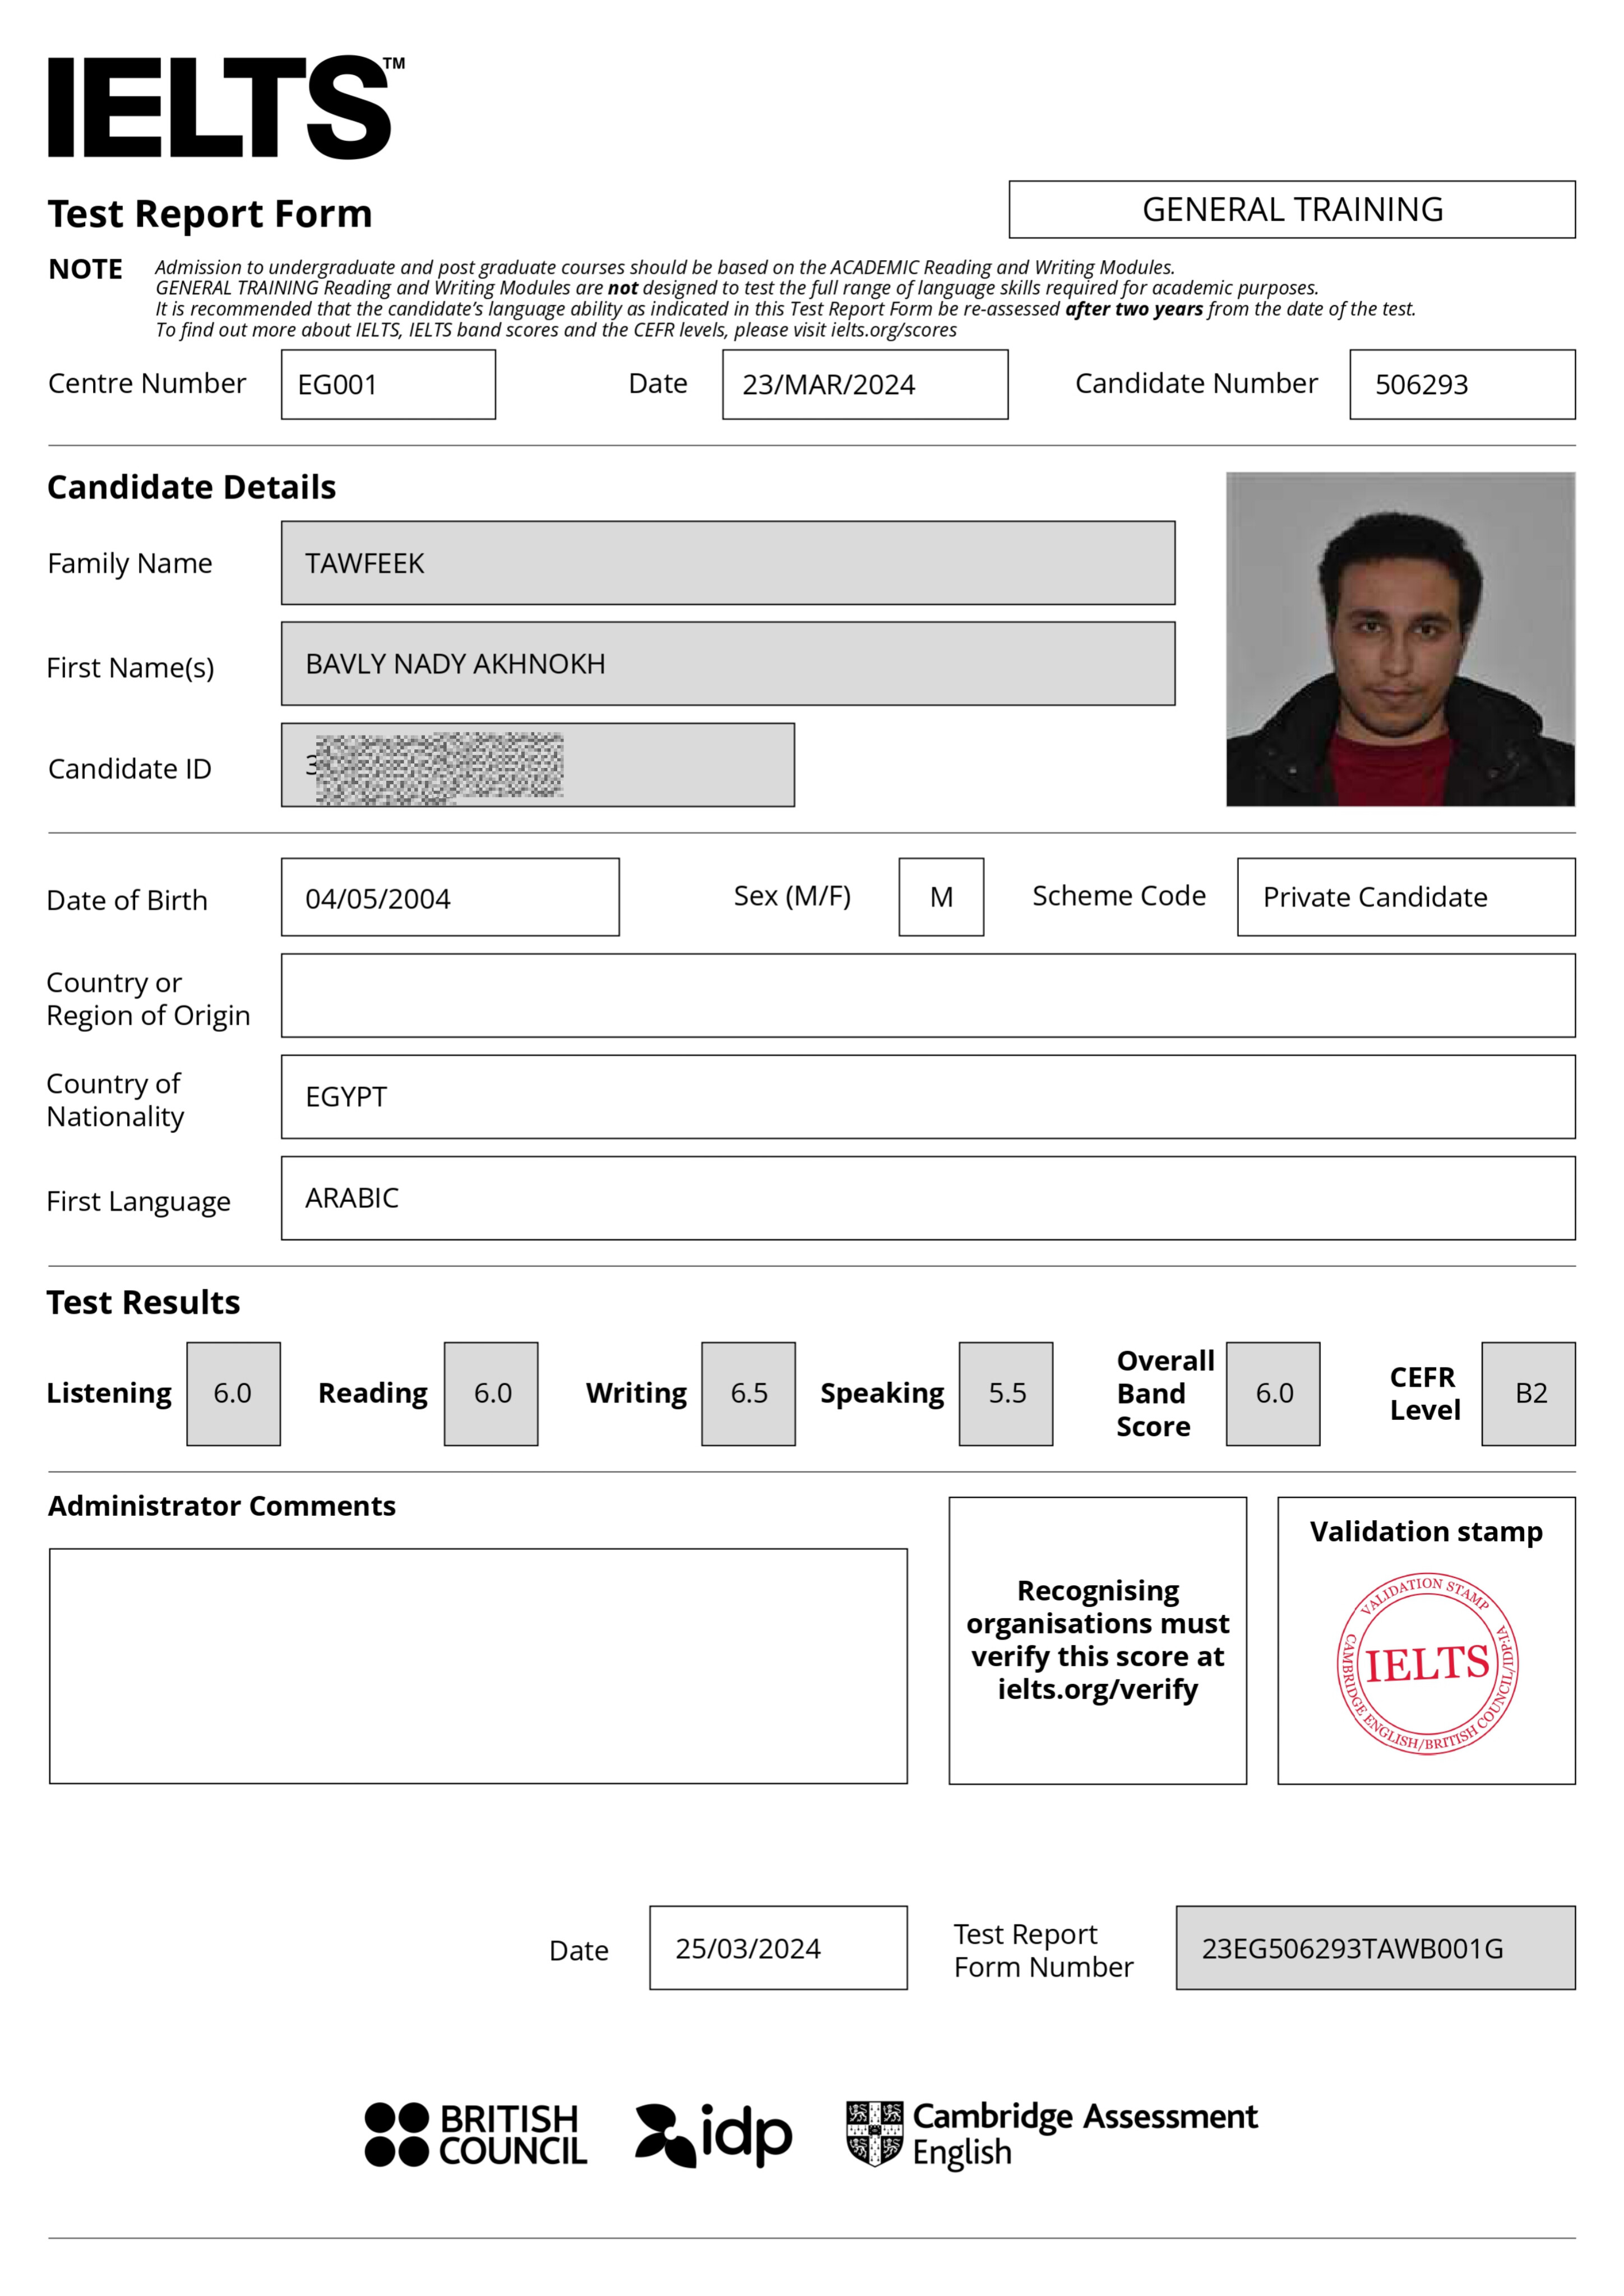 IELTS™
Test Report Form
GENERAL TRAINING
NOTE Admission to undergraduate and post graduate courses should be based on the ACADEMIC Reading and Writing Modules.
GENERAL TRAINING Reading and Writing Modules are not designed to test the full range of language skills required for academic purposes.
It is recommended that the candidate's language ability as indicated in this Test Report Form be re-assessed after two years from the date of the test.
To find out more about IELTS, IELTS band scores and the CEFR levels, please visit ielts.org/scores
Centre Number EG001 Date 23/MAR/2024 Candidate Number 506293
Candidate Details
Family Name TAWFEEK
First Name(s) BAVLY NADY AKHNOKH
Candidate ID 3
Date of Birth 04/05/2004 Sex (M/F) M Scheme Code Private Candidate
Country or
Region of Origin
Country of
Nationality
EGYPT
First Language ARABIC
Test Results
Listening 6.0 Reading 6.0 Writing 6.5 Speaking 5.5
Overall
Band
Score
6.0
CEFR
Level
B2
Administrator Comments
Recognising
organisations must
verify this score at
ielts.org/verify
Validation stamp
VALIDATION STAMP
CAMBRIDGE ENGLISH/BRITISH COUNCIL/IDP:IA
IELTS
Date 25/03/2024
Test Report
Form Number
23EG506293TAWB001G
BRITISH
COUNCIL
idp
Cambridge Assessment
English